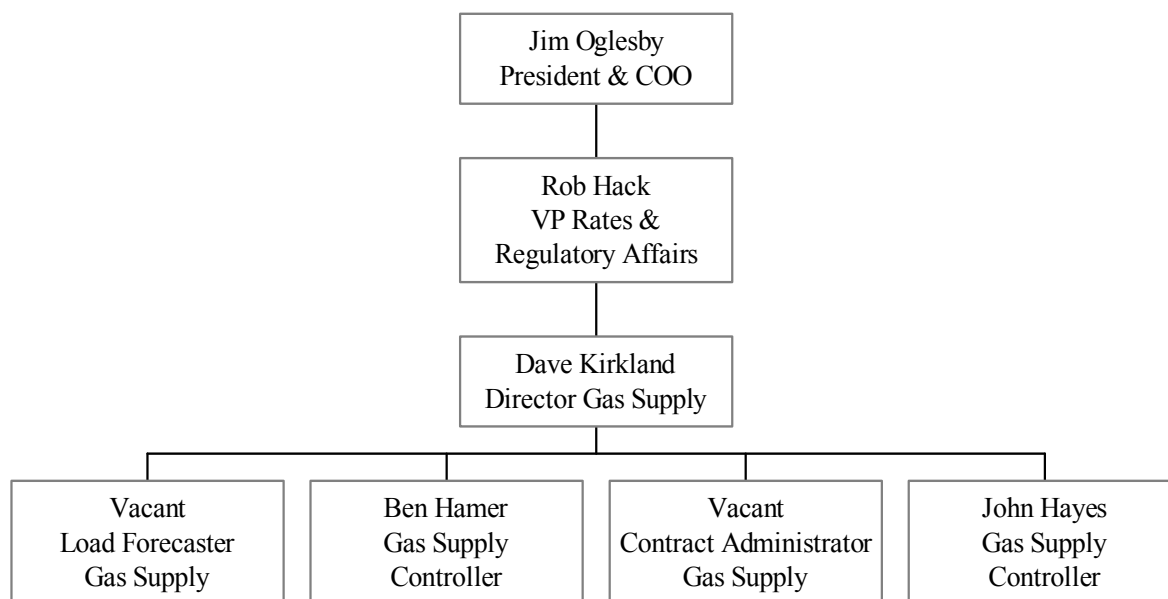 Jim Oglesby
President & COO
Rob Hack
VP Rates &
Regulatory Affairs
Dave Kirkland
Director Gas Supply
Vacant
Load Forecaster
Gas Supply
Ben Hamer
Gas Supply
Controller
Vacant
Contract Administrator
Gas Supply
John Hayes
Gas Supply
Controller